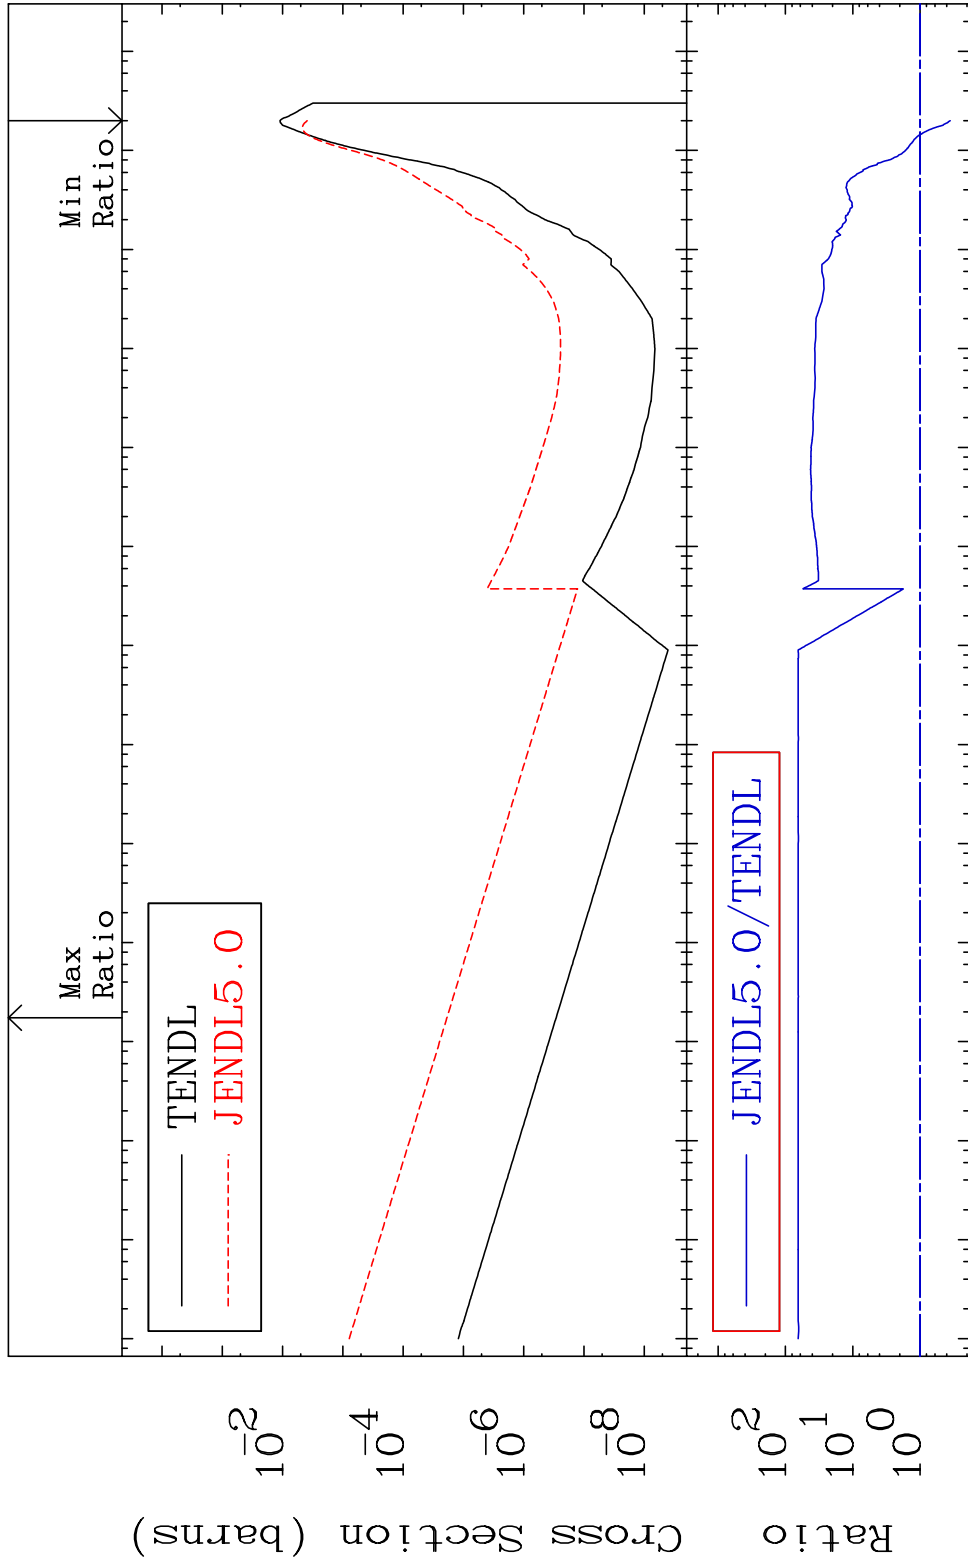 Max
Ratio
Min
Ratio
TENDL
JENDL5.0
Cross Section (barns)
10-2
10-4
10-6
10-8
JENDL5.0/TENDL
Ratio
10 2
10 1
10 0